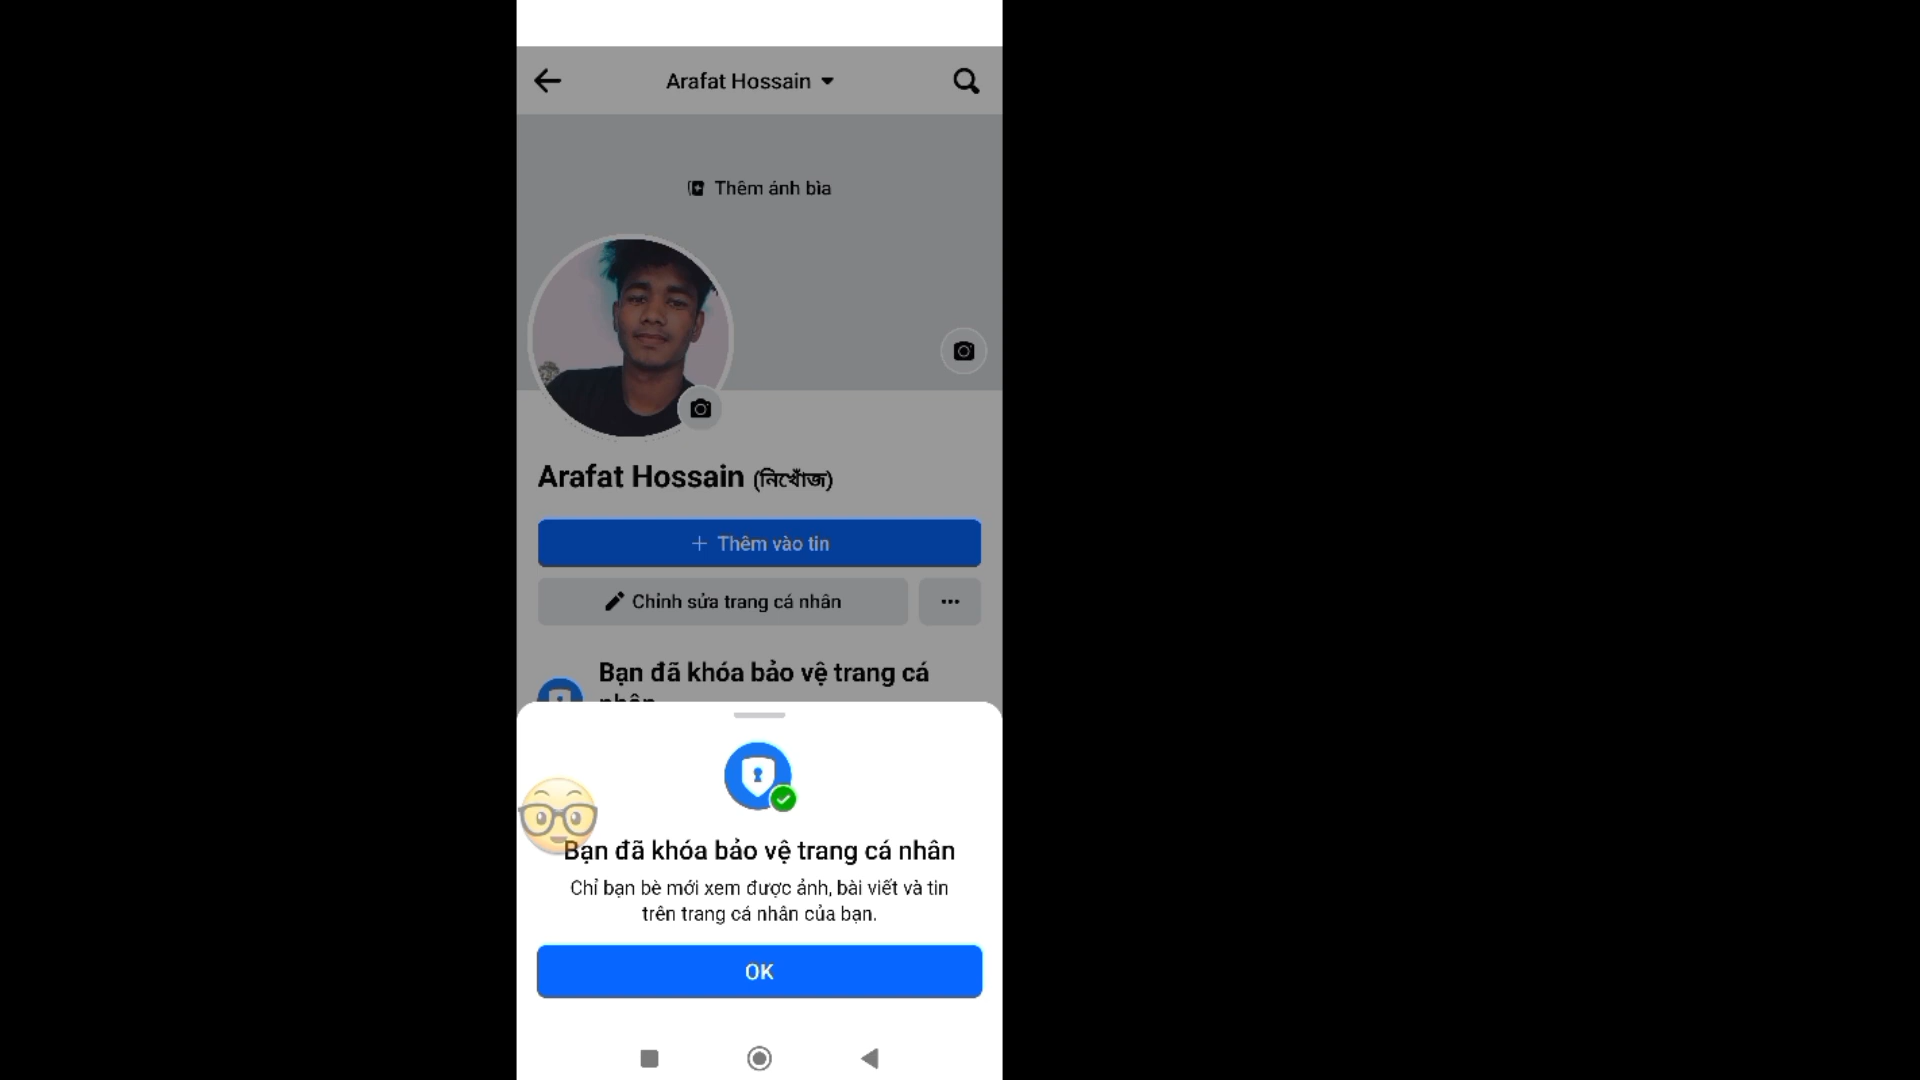 Arafat Hossain
Thêm ảnh bìa
Arafat Hossain (নিখোঁজ)
+ Thêm vào tin
Chỉnh sửa trang cá nhân
Bạn đã khóa bảo vệ trang cá
nhân
Bạn đã khóa bảo vệ trang cá nhân
Chỉ bạn bè mới xem được ảnh, bài viết và tin
trên trang cá nhân của bạn.
OK